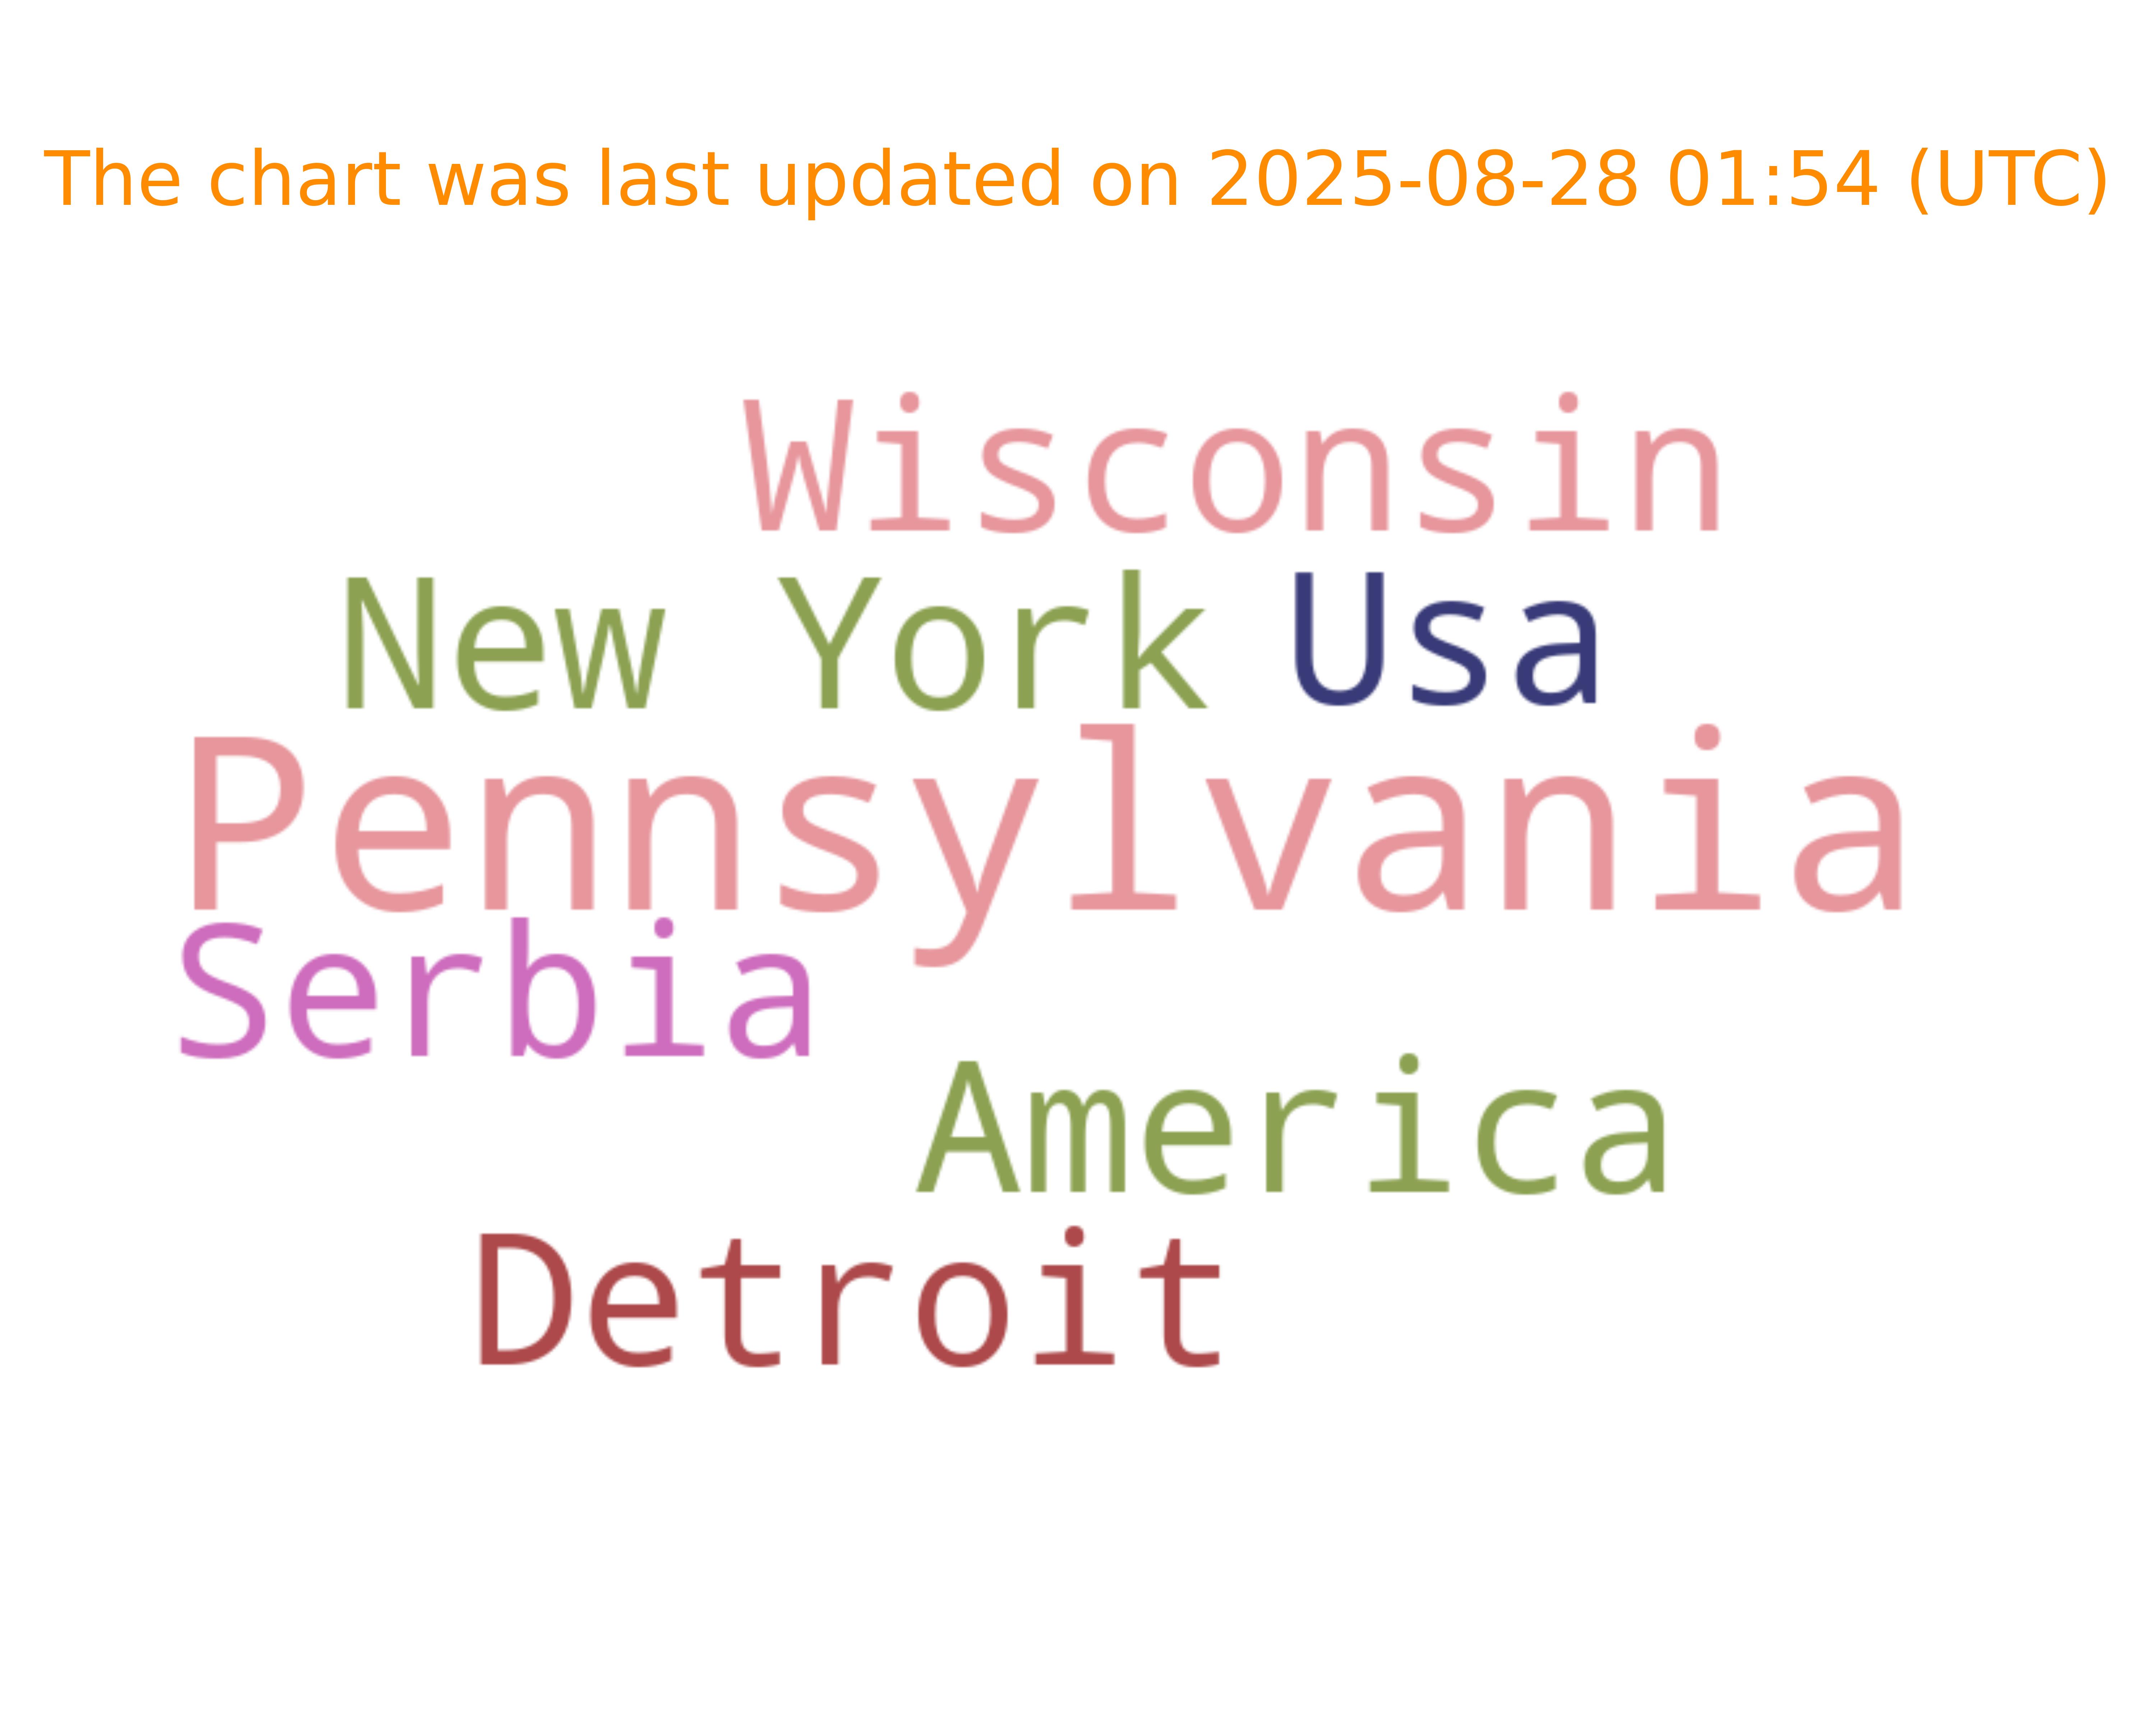 The chart was last updated on 2025-08-28 01:54 (UTC)
Wisconsin
New York Usa
Pennsylvania
Serbia
America
Detroit